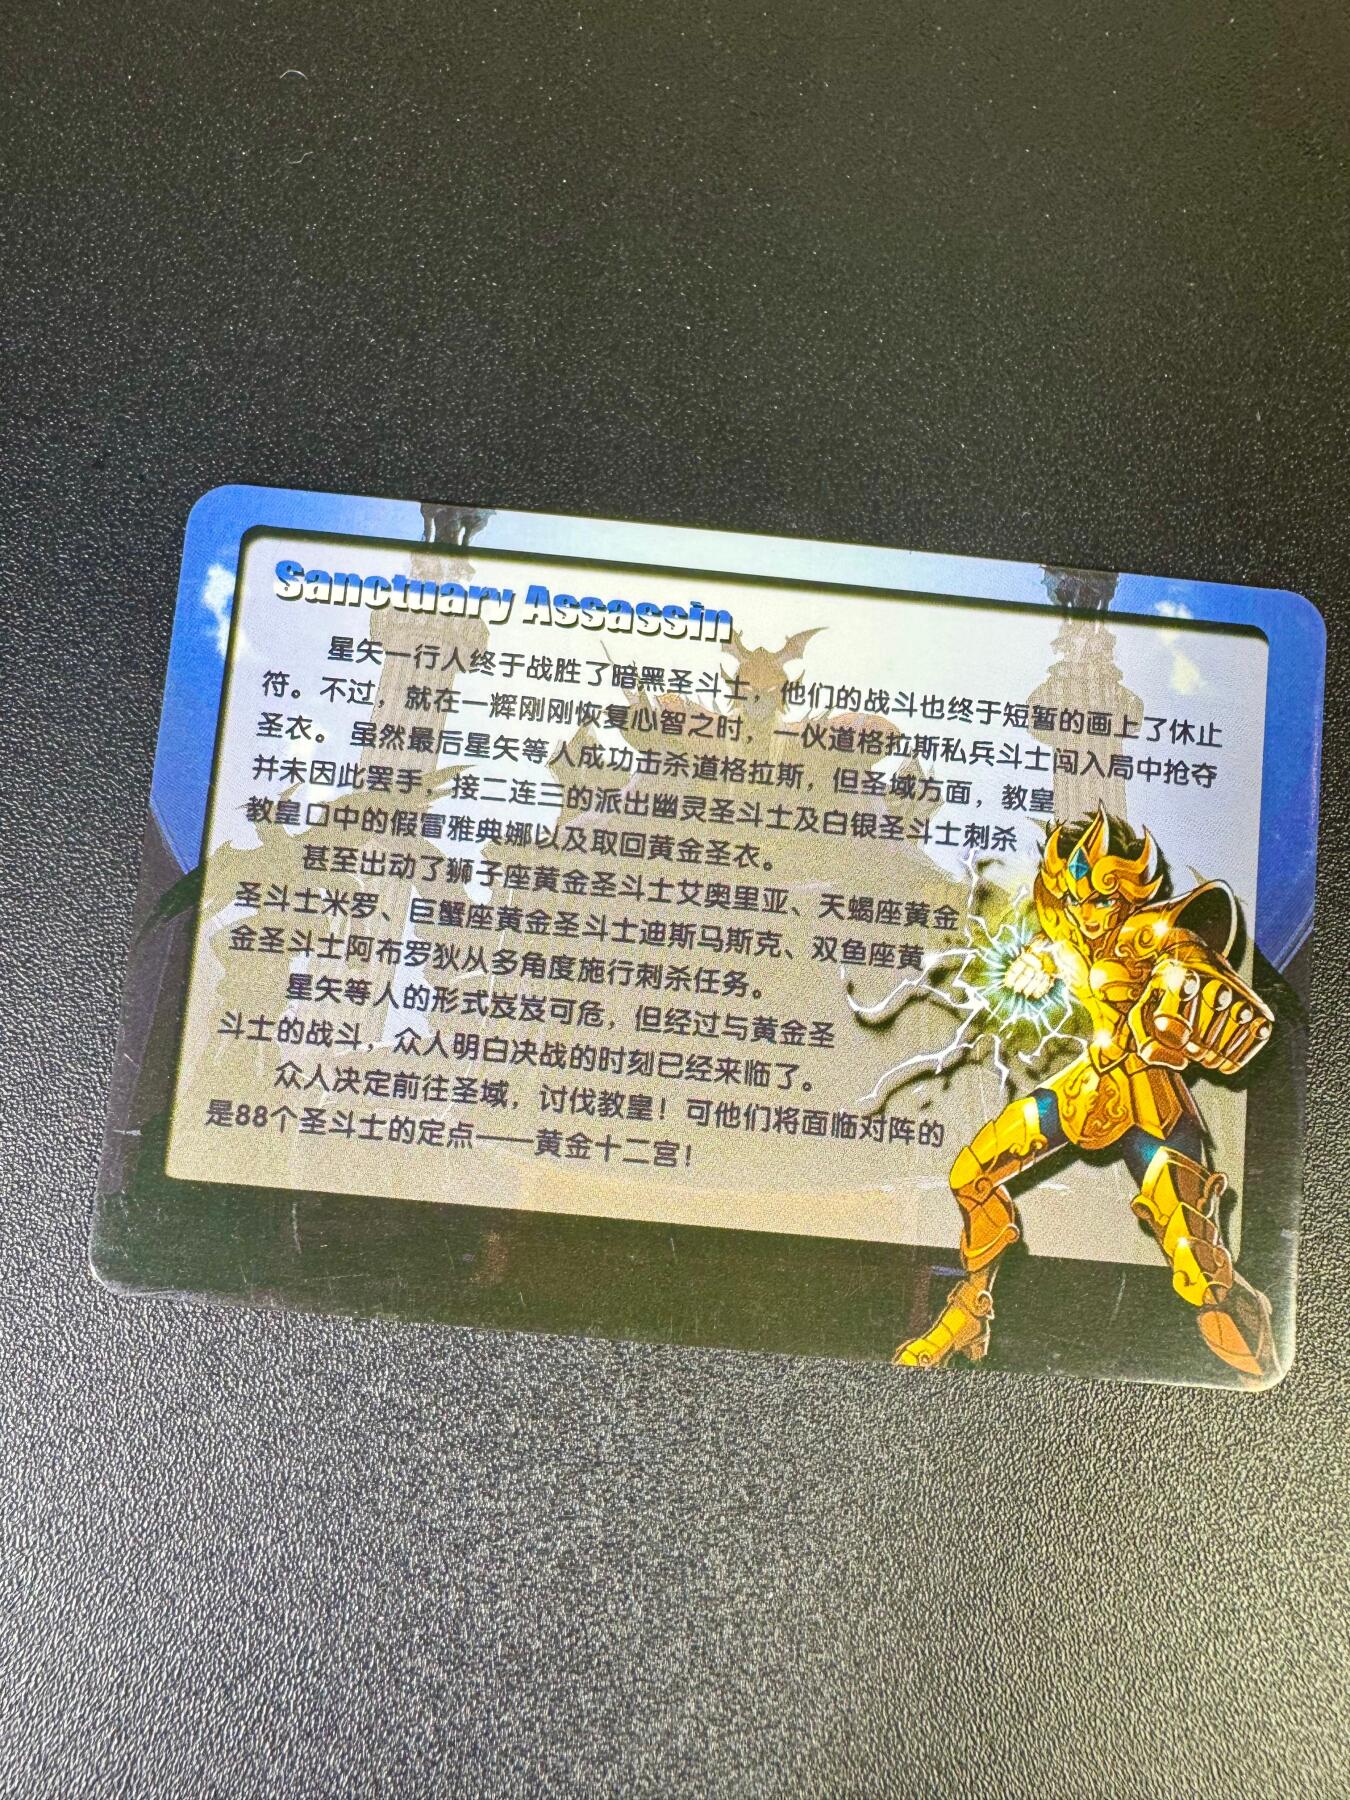 Sanctuary Assassin
星矢一行人终于战胜了暗黑圣斗士，他们的战斗也终于短暂的画上了休止
符。不过，就在一辉刚刚恢复心智之时，一伙道格拉斯私兵斗士闯入局中抢夺
圣衣。虽然最后星矢等人成功击杀道格拉斯，但圣域方面，教皇
并未因此罢手，接二连三的派出幽灵圣斗士及白银圣斗士刺杀
教皇口中的假冒雅典娜以及取回黄金圣衣。
甚至出动了狮子座黄金圣斗士艾奥里亚、天蝎座黄金
圣斗士米罗、巨蟹座黄金圣斗士迪斯马斯克、双鱼座黄
金圣斗士阿布罗狄从多角度施行刺杀任务。
星矢等人的形式岌岌可危，但经过与黄金圣
斗士的战斗，众人明白决战的时刻已经来临了。
众人决定前往圣域，讨伐教皇！可他们将面临对阵的
是88个圣斗士的定点——黄金十二宫！